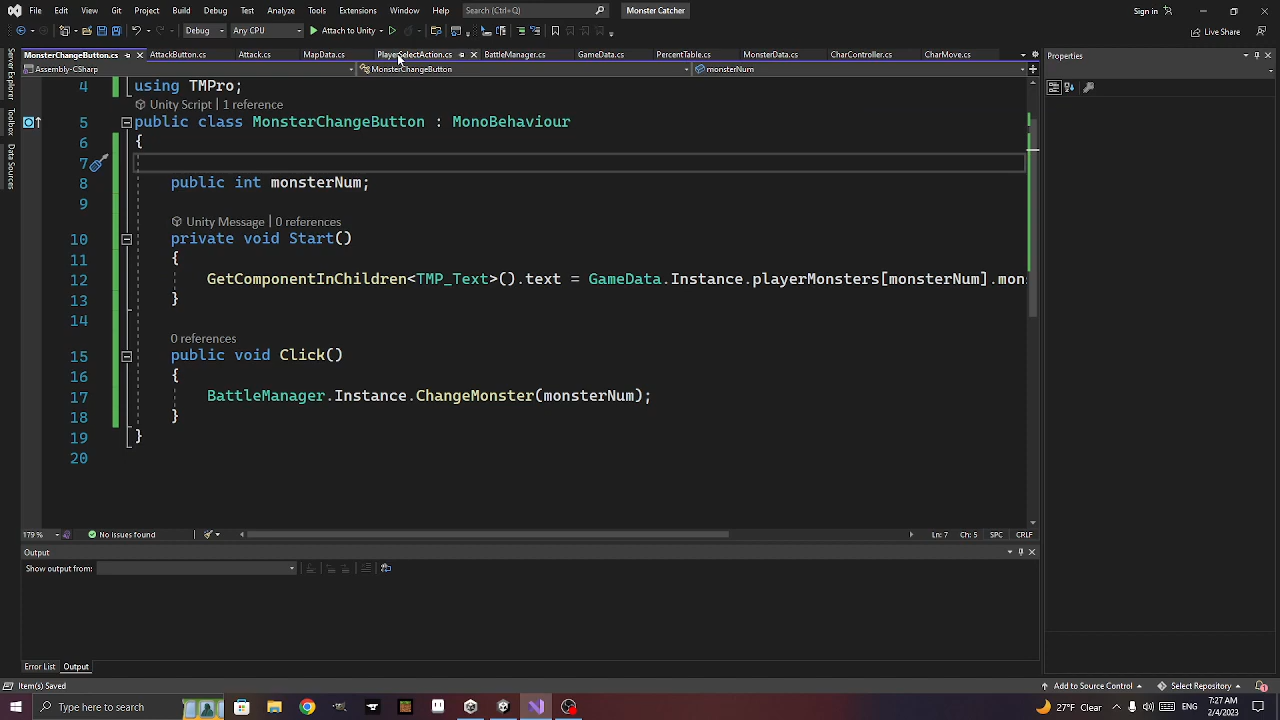 File Edit View Git Project Build Debug Test Analyze Tools Extensions Window Help Search (Ctrl+Q) Monster Catcher Sign in
Debug Any CPU Attach to Unity Live Share
MonsterChangeButton.cs AttackButton.cs Attack.cs MapData.cs PlayerSelectAction.cs BattleManager.cs GameData.cs PercentTable.cs MonsterData.cs CharController.cs CharMove.cs Properties
Assembly-CSharp MonsterChangeButton monsterNum
4 using TMPro;
Unity Script | 1 reference
5 public class MonsterChangeButton : MonoBehaviour
6 {
7
8 public int monsterNum;
9
Unity Message | 0 references
10 private void Start()
11 {
12 GetComponentInChildren<TMP_Text>().text = GameData.Instance.playerMonsters[monsterNum].mons
13 }
14
0 references
15 public void Click()
16 {
17 BattleManager.Instance.ChangeMonster(monsterNum);
18 }
19 }
20
179 % No issues found Ln: 7 Ch: 5 SPC CRLF
Output
Show output from:
Error List Output
Item(s) Saved Add to Source Control Select Repository
Type here to search 27°F Clear 7:27 AM
2/4/2023
Server Explorer
Toolbox
Data Sources